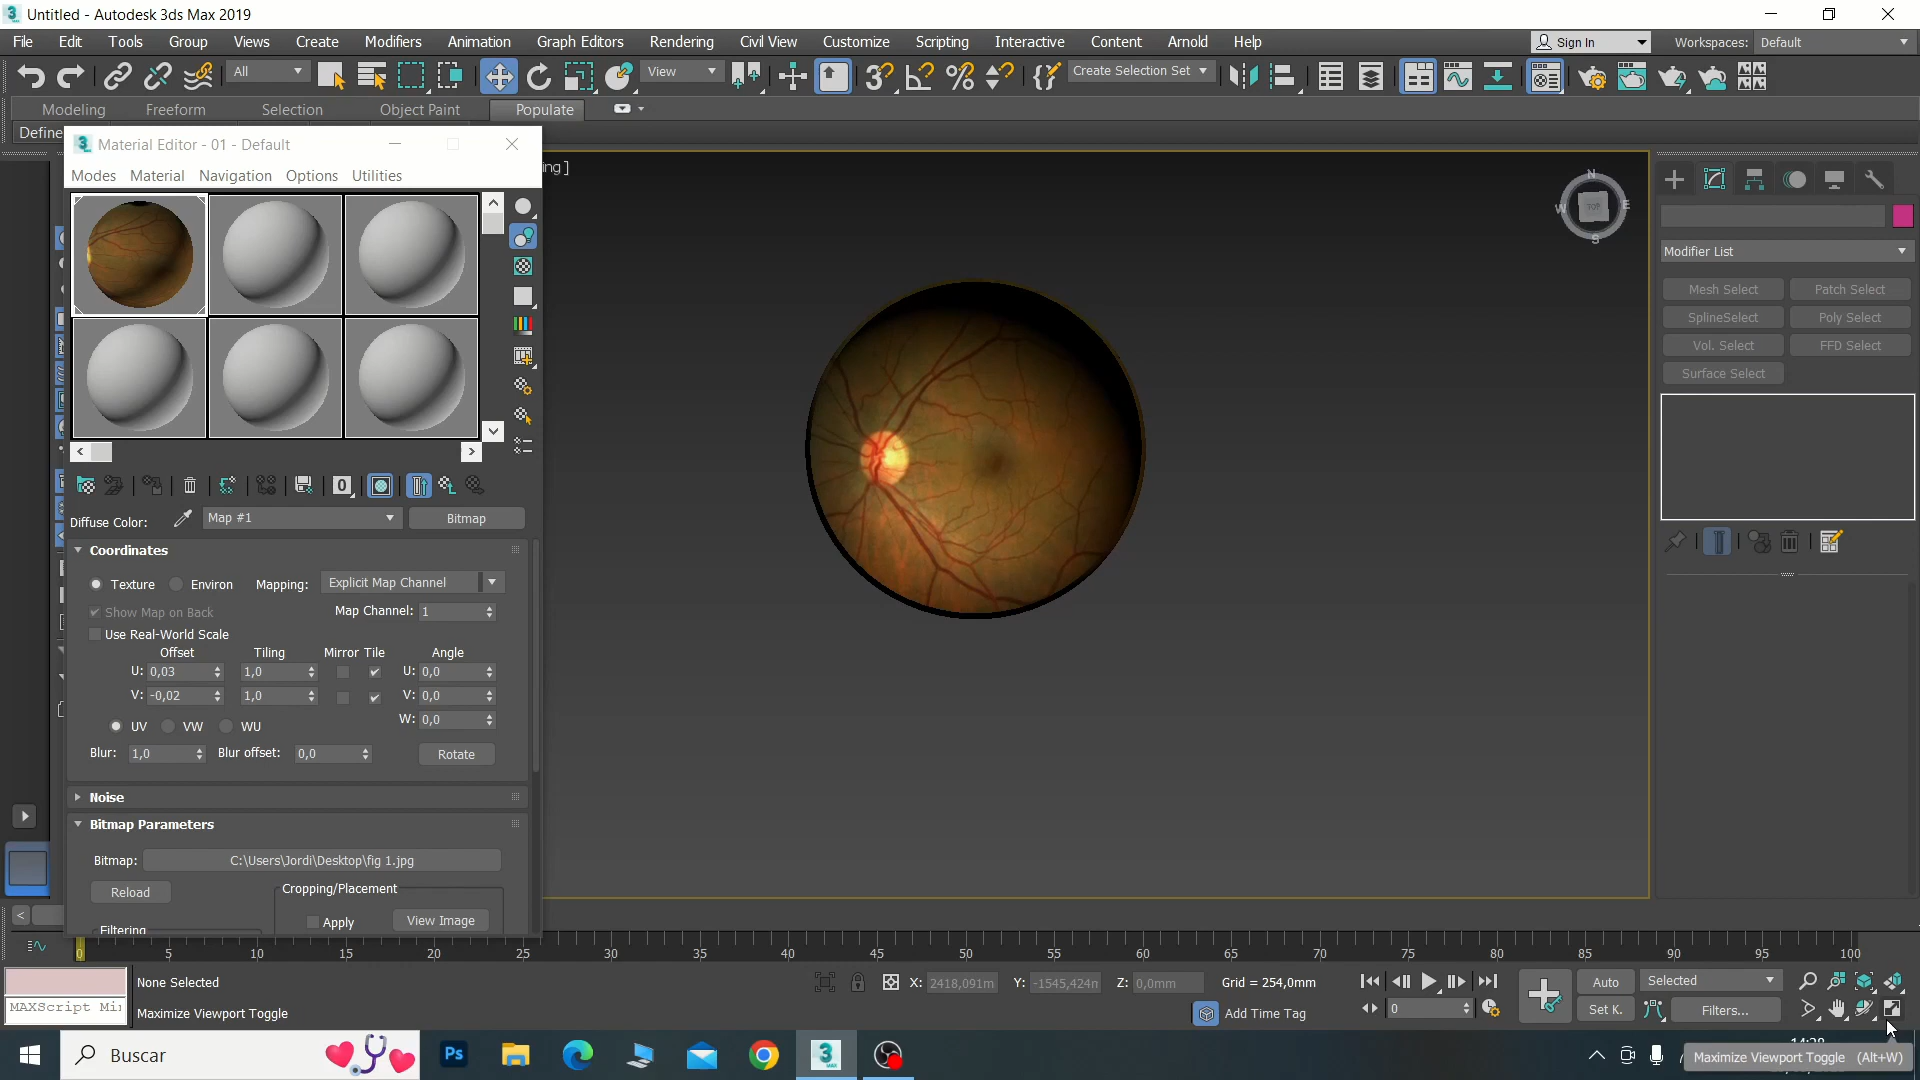 Untitled - Autodesk 3ds Max 2019
File Edit Tools Group Views Create Modifiers Animation Graph Editors Rendering Civil View Customize Scripting Interactive Content Arnold Help Sign In Workspaces: Default
All View Create Selection Set
Modeling Freeform Selection Object Paint Populate
Define
Material Editor - 01 - Default
ing ]
Modes Material Navigation Options Utilities
N
W E
S
Modifier List
Mesh Select Patch Select
SplineSelect Poly Select
Vol. Select FFD Select
Surface Select
0
Diffuse Color: Map #1 Bitmap
Coordinates
Texture Environ Mapping: Explicit Map Channel
Show Map on Back Map Channel: 1
Use Real-World Scale
Offset Tiling Mirror Tile Angle
U: 0,03 1,0 U: 0,0
V: -0,02 1,0 V: 0,0
W: 0,0
UV VW WU
Blur: 1,0 Blur offset: 0,0 Rotate
Noise
Bitmap Parameters
Bitmap: C:\Users\Jordi\Desktop\fig 1.jpg
Reload
Cropping/Placement
Apply View Image
Filtering
0 5 10 15 20 25 30 35 40 45 50 55 60 65 70 75 80 85 90 95 100
None Selected X: 2418,091m Y: -1545,424m Z: 0,0mm Grid = 254,0mm Auto Selected
MAXScript Mi Maximize Viewport Toggle Add Time Tag 0 Set K. Filters...
Buscar
Ps
3
MAX
Maximize Viewport Toggle (Alt+W)